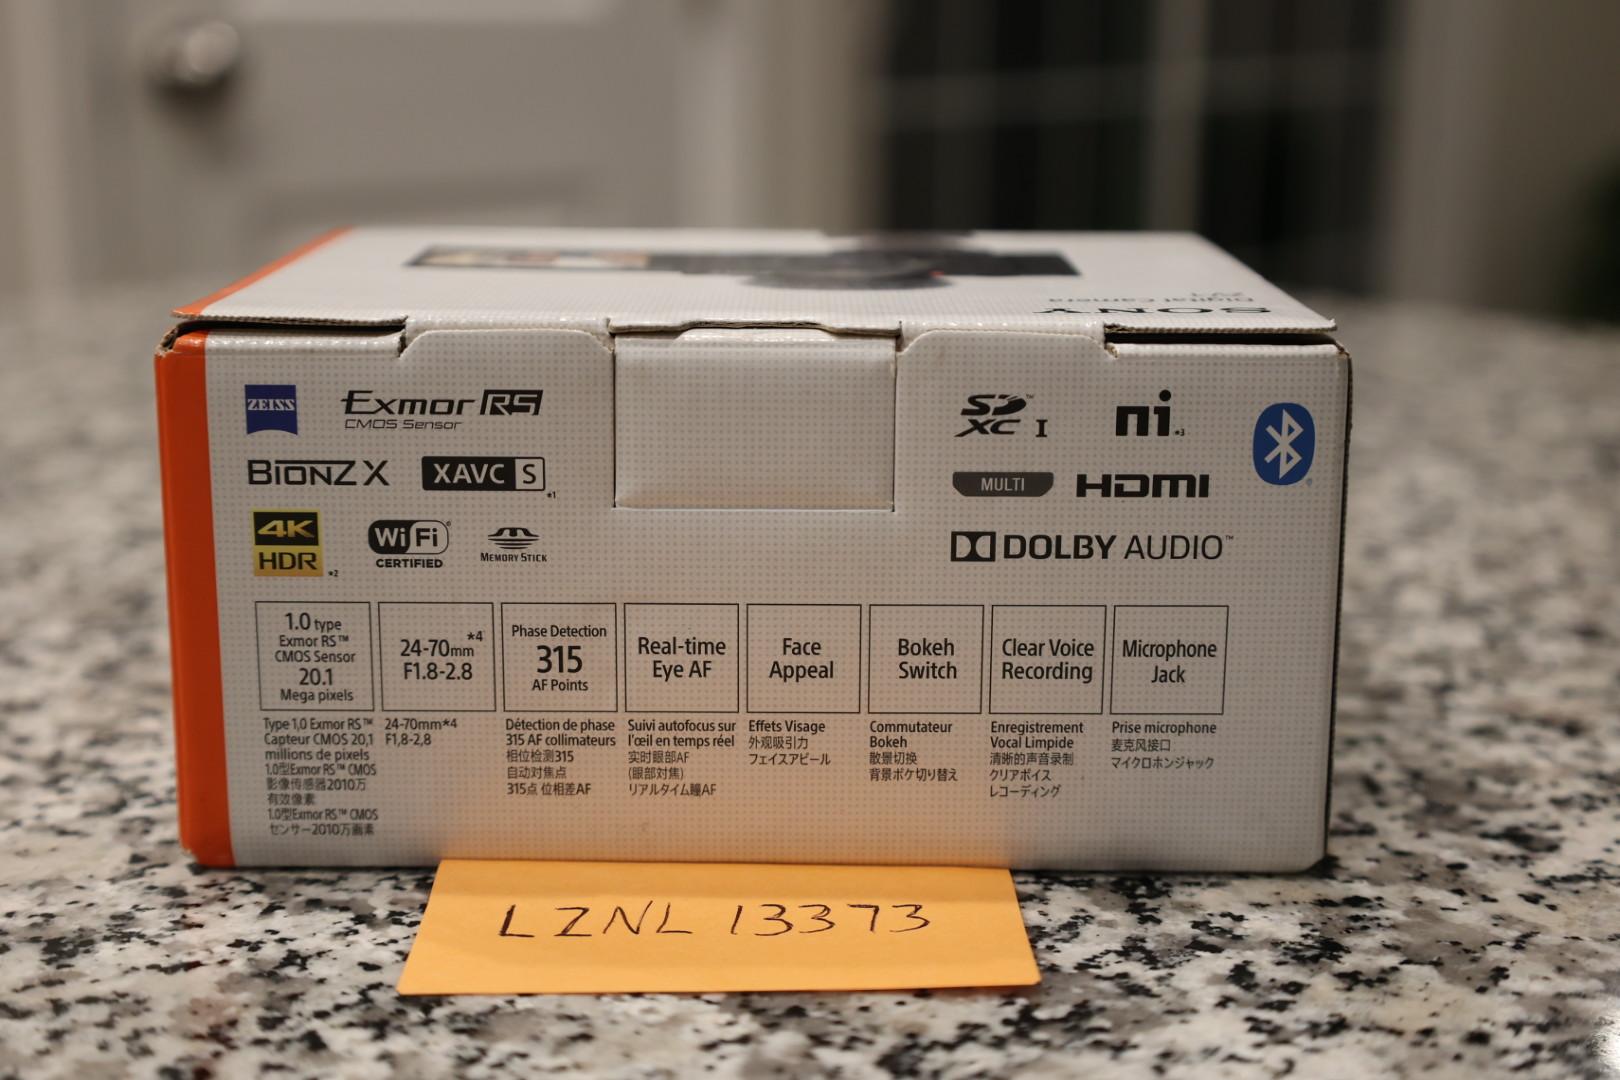 SONY
Digital Camera
ZV-1
ZEISS
Exmor RS
CMOS Sensor
BIONZ X
XAVC S *1
4K
HDR *2
Wi Fi
CERTIFIED
MEMORY STICK
SD
XC I
ni *3
MULTI
HDMI
DOLBY AUDIO™
1.0 type
Exmor RS™
CMOS Sensor
20.1
Mega pixels
Type 1,0 Exmor RS™
Capteur CMOS 20,1
millions de pixels
1.0型Exmor RS™ CMOS
影像传感器2010万
有效像素
1.0型Exmor RS™ CMOS
センサー2010万画素
24-70mm*4
F1.8-2.8
24-70mm*4
F1,8-2,8
Phase Detection
315
AF Points
Détection de phase
315 AF collimateurs
相位检测315
自动对焦点
315点 位相差AF
Real-time
Eye AF
Suivi autofocus sur
l'œil en temps réel
实时眼部AF
(眼部对焦)
リアルタイム瞳AF
Face
Appeal
Effets Visage
外观吸引力
フェイスアピール
Bokeh
Switch
Commutateur
Bokeh
散景切换
背景ボケ切り替え
Clear Voice
Recording
Enregistrement
Vocal Limpide
清晰的声音录制
クリアボイス
レコーディング
Microphone
Jack
Prise microphone
麦克风接口
マイクロホンジャック
LZNL 13373